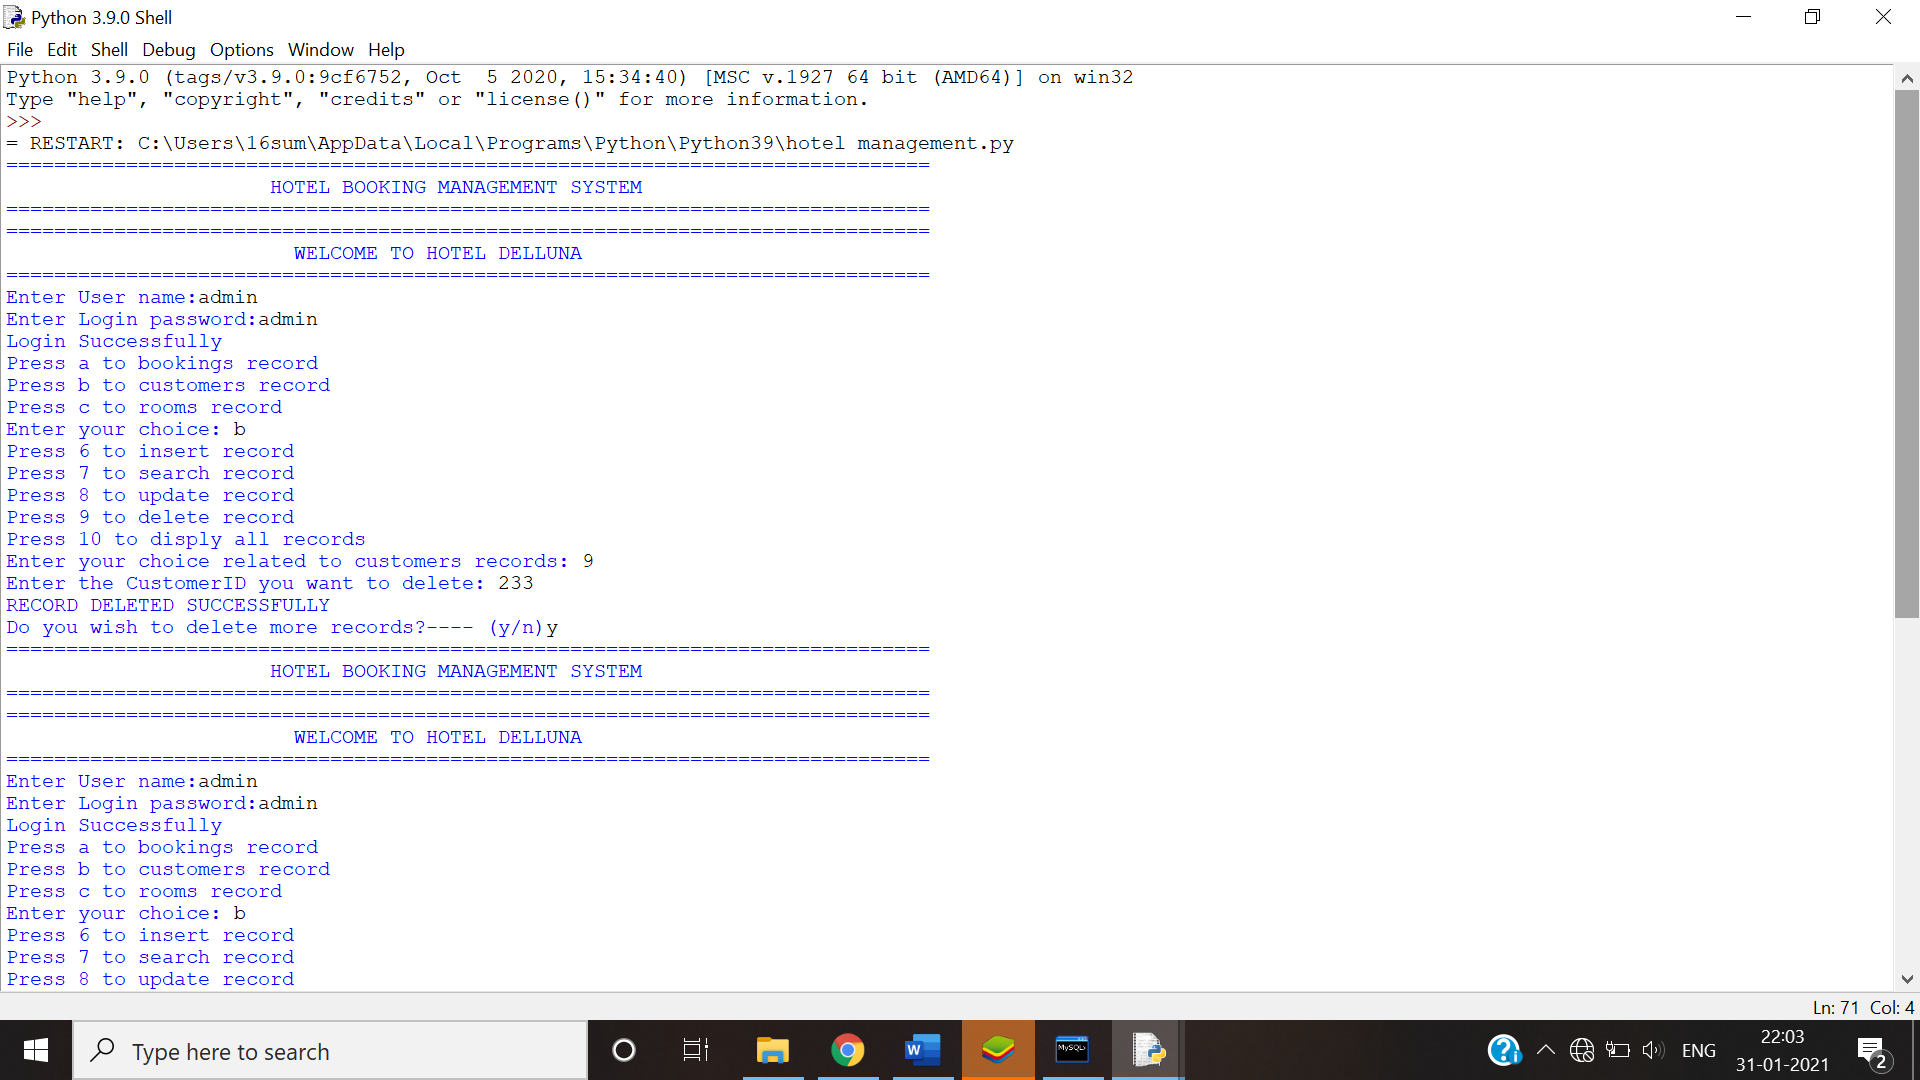 Python 3.9.0 Shell
File Edit Shell Debug Options Window Help
Python 3.9.0 (tags/v3.9.0:9cf6752, Oct  5 2020, 15:34:40) [MSC v.1927 64 bit (AMD64)] on win32
Type "help", "copyright", "credits" or "license()" for more information.
>>>
= RESTART: C:\Users\16sum\AppData\Local\Programs\Python\Python39\hotel management.py
=============================================================================
HOTEL BOOKING MANAGEMENT SYSTEM
=============================================================================
=============================================================================
WELCOME TO HOTEL DELLUNA
=============================================================================
Enter User name:admin
Enter Login password:admin
Login Successfully
Press a to bookings record
Press b to customers record
Press c to rooms record
Enter your choice: b
Press 6 to insert record
Press 7 to search record
Press 8 to update record
Press 9 to delete record
Press 10 to disply all records
Enter your choice related to customers records: 9
Enter the CustomerID you want to delete: 233
RECORD DELETED SUCCESSFULLY
Do you wish to delete more records?---- (y/n)y
=============================================================================
HOTEL BOOKING MANAGEMENT SYSTEM
=============================================================================
=============================================================================
WELCOME TO HOTEL DELLUNA
=============================================================================
Enter User name:admin
Enter Login password:admin
Login Successfully
Press a to bookings record
Press b to customers record
Press c to rooms record
Enter your choice: b
Press 6 to insert record
Press 7 to search record
Press 8 to update record
Ln: 71 Col: 4
Type here to search
W
MySQL
ENG
22:03
31-01-2021
2